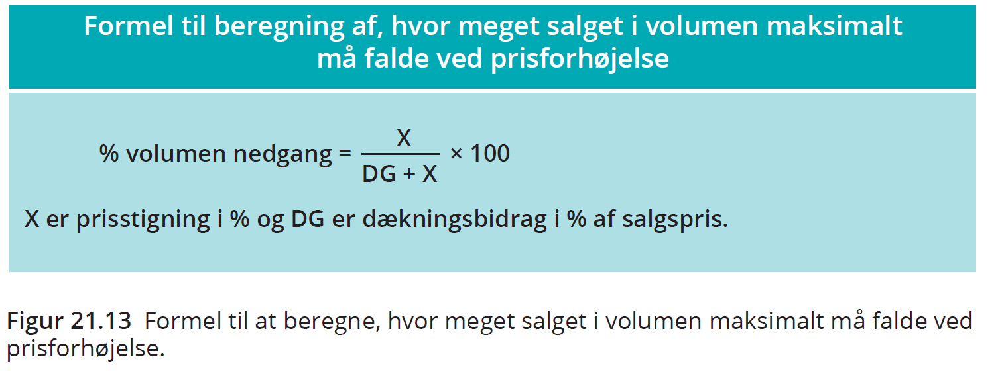 Formel til beregning af, hvor meget salget i volumen maksimalt
må falde ved prisforhøjelse
% volumen nedgang = X / DG + X × 100
X er prisstigning i % og DG er dækningsbidrag i % af salgspris.
Figur 21.13 Formel til at beregne, hvor meget salget i volumen maksimalt må falde ved
prisforhøjelse.